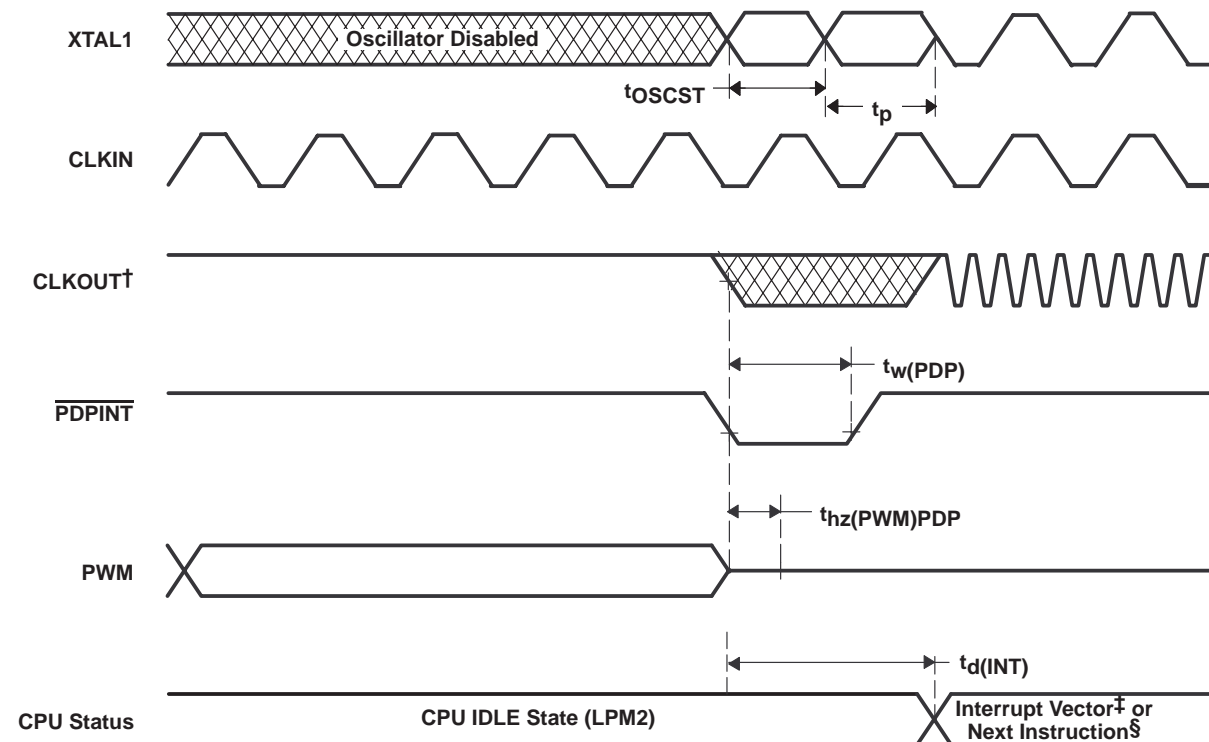 XTAL1
Oscillator Disabled
tOSCST
tp
CLKIN
CLKOUT†
tw(PDP)
PDPINT
thz(PWM)PDP
PWM
td(INT)
CPU Status
CPU IDLE State (LPM2)
Interrupt Vector‡ or
Next Instruction§